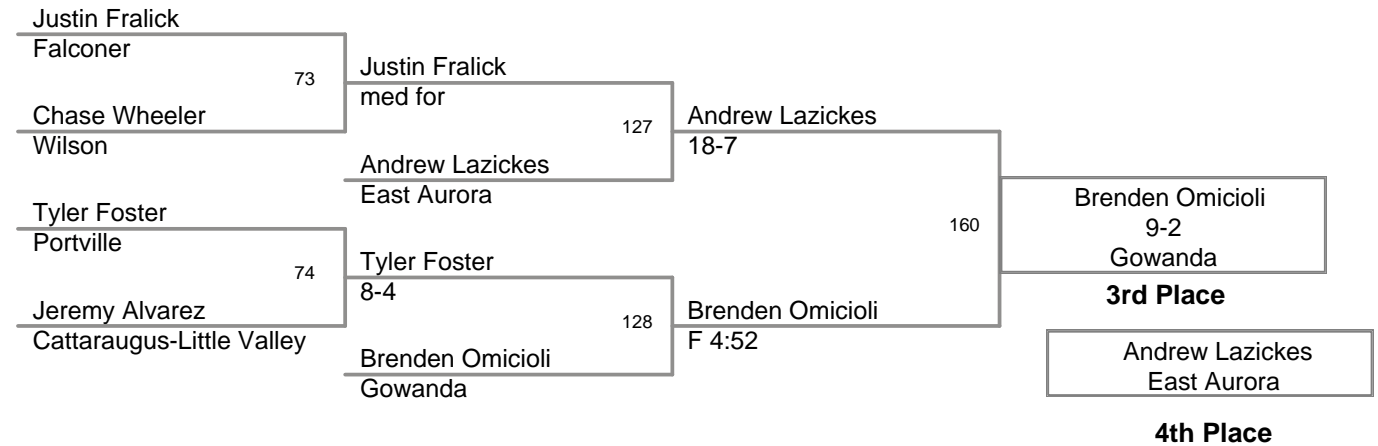 Justin Fralick
Falconer
73
Chase Wheeler
Wilson
Tyler Foster
Portville
74
Jeremy Alvarez
Cattaraugus-Little Valley
Justin Fralick
med for
127
Andrew Lazickes
East Aurora
Tyler Foster
8-4
128
Brenden Omicioli
Gowanda
Andrew Lazickes
18-7
160
Brenden Omicioli
F 4:52
Brenden Omicioli
9-2
Gowanda
3rd Place
Andrew Lazickes
East Aurora
4th Place